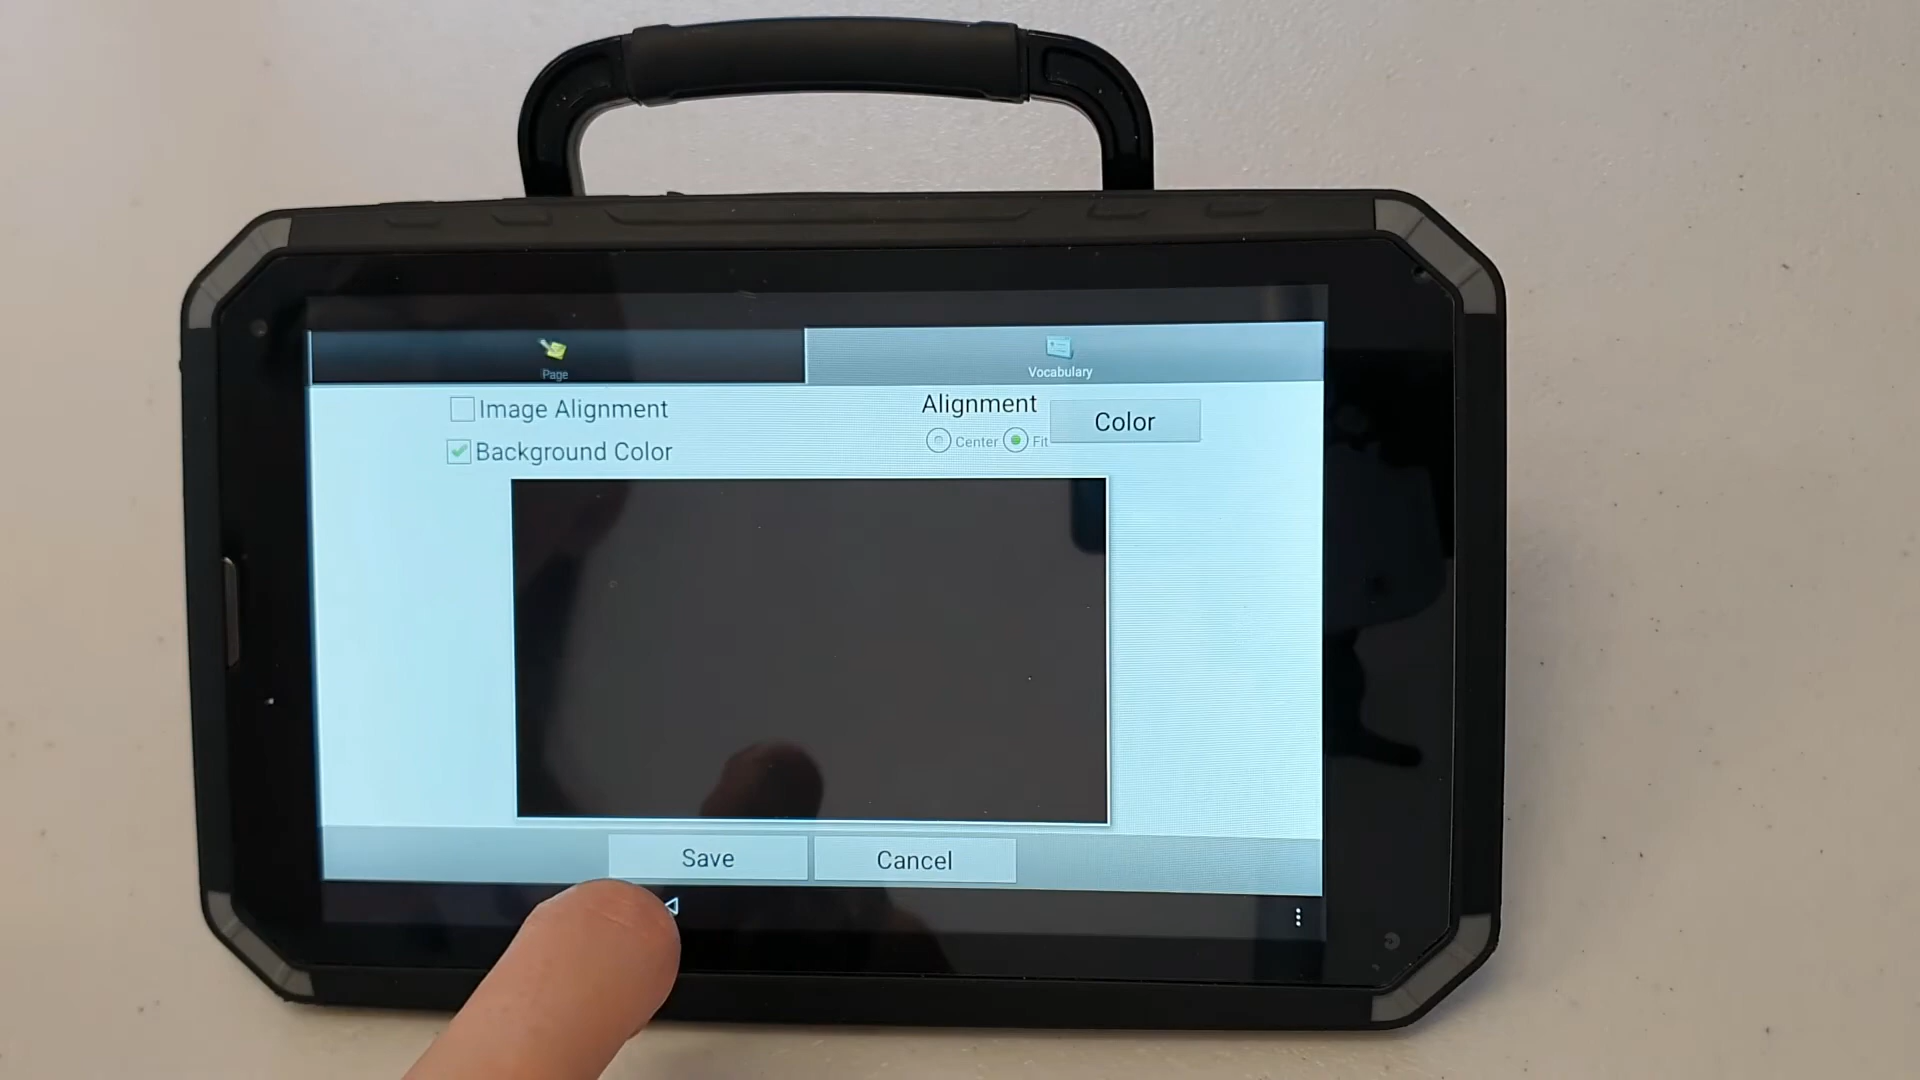 Page
Vocabulary
Image Alignment
Alignment
Color
Center
Fit
Background Color
Save
Cancel